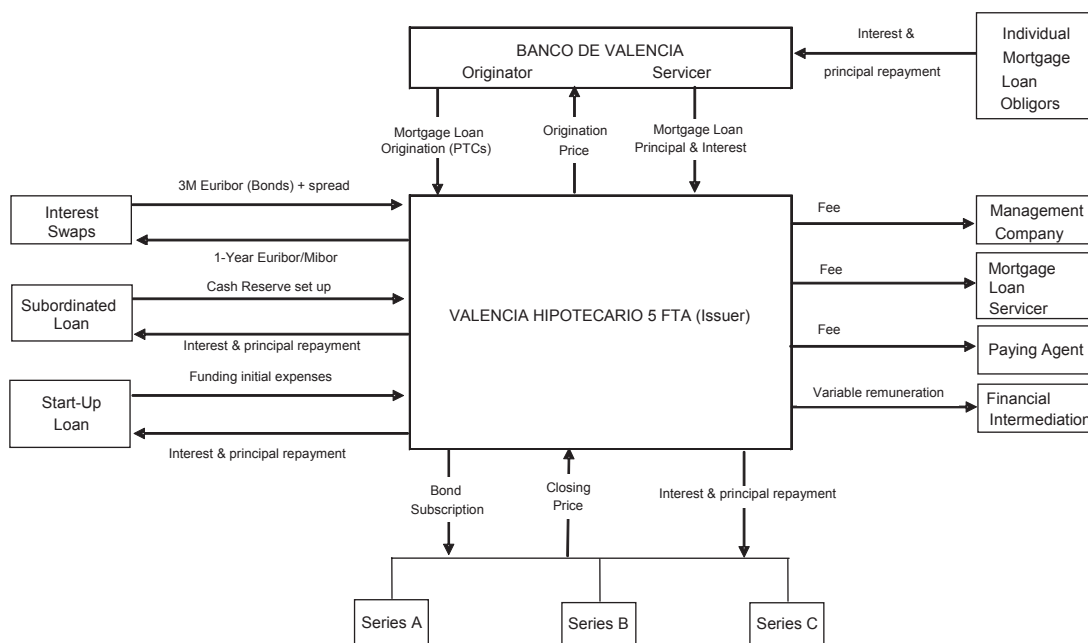 BANCO DE VALENCIA
Originator Servicer
Interest &
principal repayment
Individual
Mortgage
Loan
Obligors
Mortgage Loan
Origination (PTCs)
Origination
Price
Mortgage Loan
Principal & Interest
3M Euribor (Bonds) + spread
Interest
Swaps
1-Year Euribor/Mibor
Cash Reserve set up
Subordinated
Loan
Interest & principal repayment
Funding initial expenses
Start-Up
Loan
Interest & principal repayment
VALENCIA HIPOTECARIO 5 FTA (Issuer)
Fee
Management
Company
Fee
Mortgage
Loan
Servicer
Fee
Paying Agent
Variable remuneration
Financial
Intermediation
Bond
Subscription
Closing
Price
Interest & principal repayment
Series A
Series B
Series C